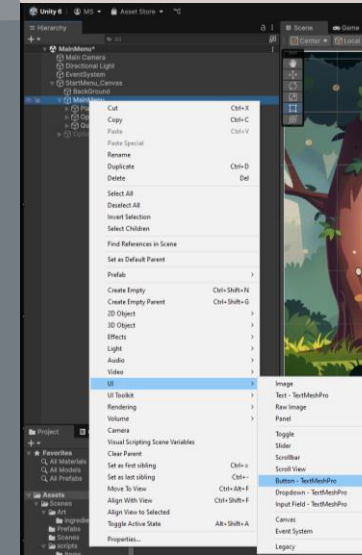 Unity 6 MS Asset Store
Hierarchy Scene Game
All Center Local
MainMenu*
Main Camera
Directional Light
EventSystem
StartMenu_Canvas
BackGround
MainMenu
Cut Ctrl+X
Copy Ctrl+C
Paste Ctrl+V
Paste Special
Rename
Duplicate Ctrl+D
Delete Del
Select All
Deselect All
Invert Selection
Select Children
Find References in Scene
Set as Default Parent
Prefab
Create Empty Ctrl+Shift+N
Create Empty Parent Ctrl+Shift+G
2D Object
3D Object
Effects
Light
Audio
Video
UI
UI Toolkit
Rendering
Volume
Camera
Visual Scripting Scene Variables
Clear Parent
Set as first sibling Ctrl+=
Set as last sibling Ctrl+-
Move To View Ctrl+Alt+F
Align With View Ctrl+Shift+F
Align View to Selected
Toggle Active State Alt+Shift+A
Properties...
Image
Text - TextMeshPro
Raw Image
Panel
Toggle
Slider
Scrollbar
Scroll View
Button - TextMeshPro
Dropdown - TextMeshPro
Input Field - TextMeshPro
Canvas
Event System
Legacy
Project
Favorites
All Materials
All Models
All Prefabs
Assets
Scenes
Art
Prefabs
Scenes
scripts